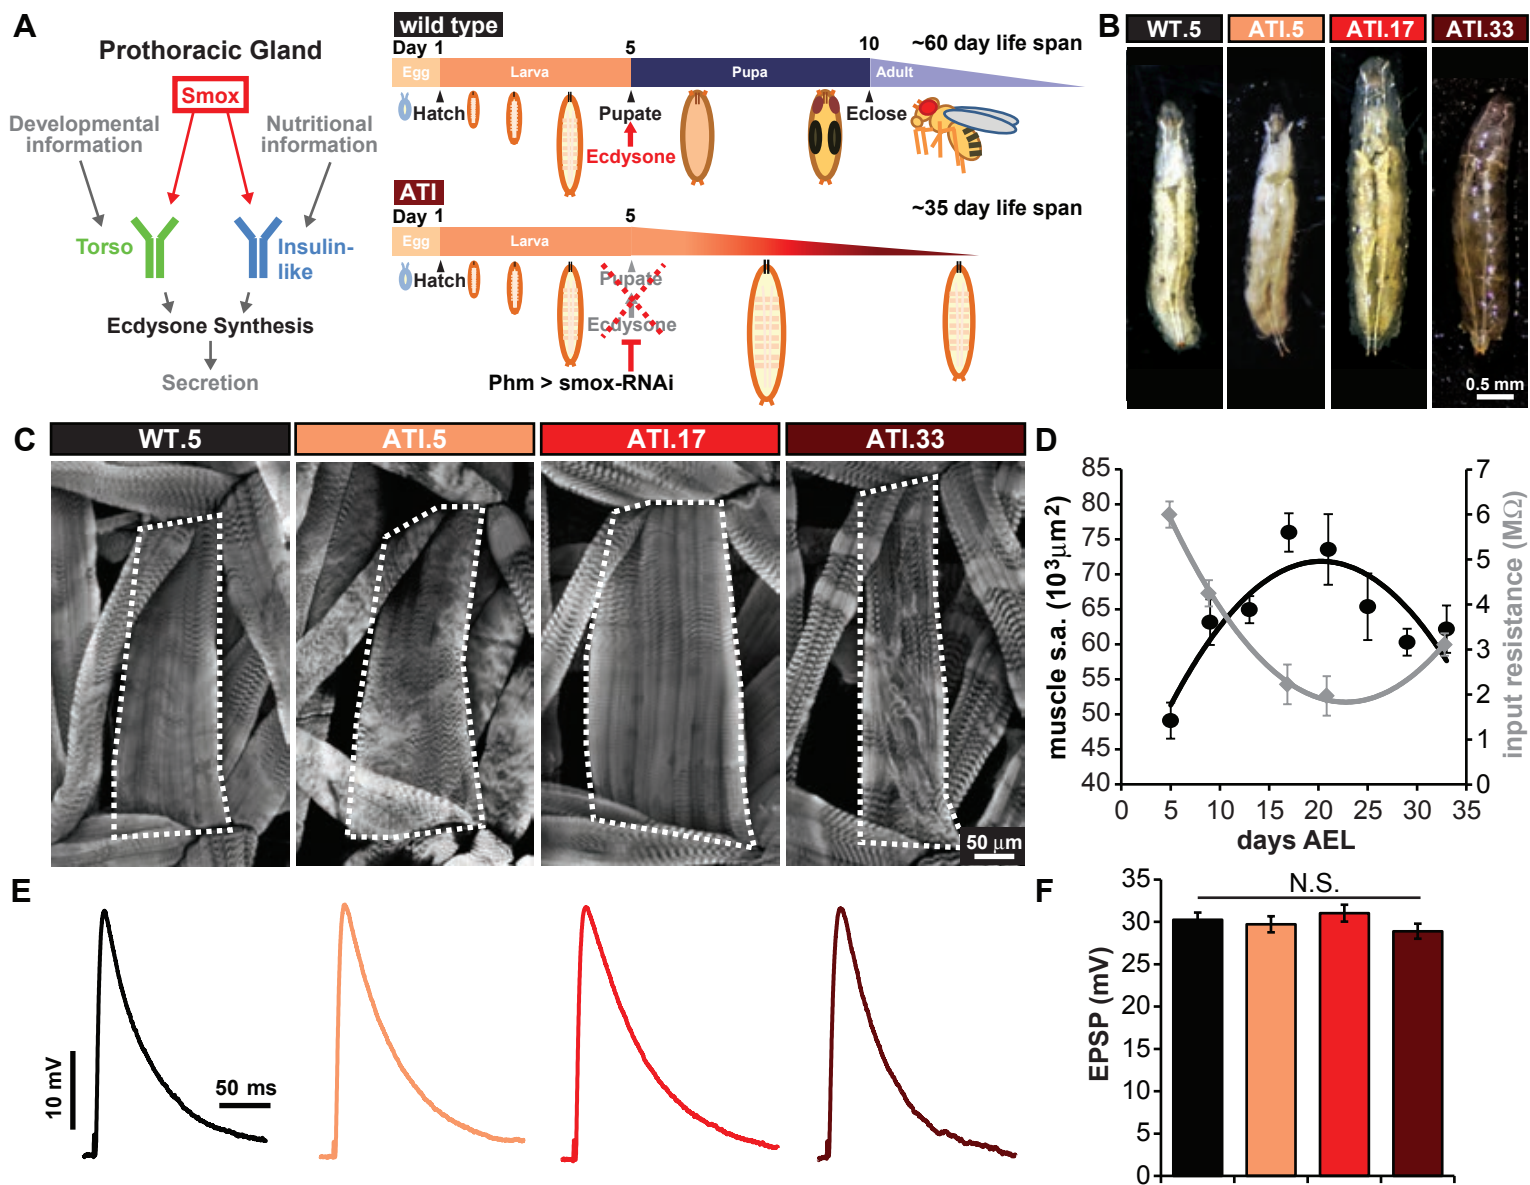 A
Prothoracic Gland
Smox
Developmental
information
Nutritional
information
Torso
Insulin-
like
Ecdysone Synthesis
Secretion
wild type
Day 1
5
10
~60 day life span
Egg
Larva
Pupa
Adult
Hatch
Pupate
Eclose
Ecdysone
ATI
Day 1
5
~35 day life span
Egg
Larva
Hatch
Pupate
Ecdysone
Phm > smox-RNAi
B
WT.5
ATI.5
ATI.17
ATI.33
0.5 mm
C
WT.5
ATI.5
ATI.17
ATI.33
50 μm
D
85
80
75
70
65
60
55
50
45
40
muscle s.a. (10³μm²)
7
6
5
4
3
2
1
0
input resistance (MΩ)
0 5 10 15 20 25 30 35
days AEL
E
10 mV
50 ms
F
35
30
25
20
15
10
5
0
EPSP (mV)
N.S.